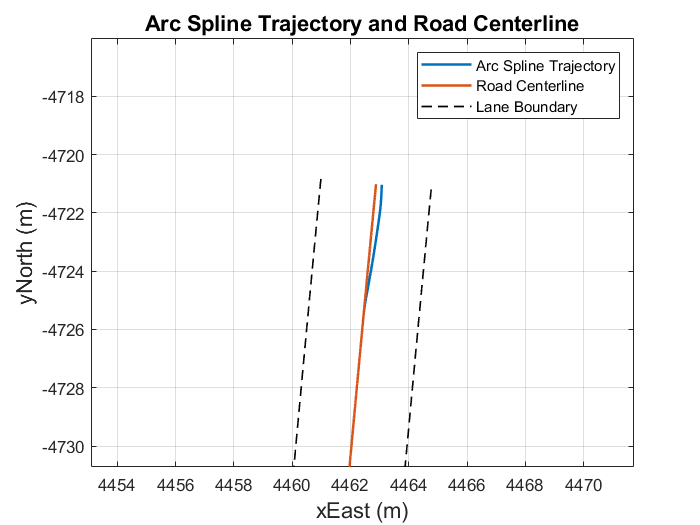 Arc Spline Trajectory and Road Centerline
Arc Spline Trajectory
Road Centerline
Lane Boundary
-4718
-4720
-4722
-4724
-4726
-4728
-4730
yNorth (m)
4454 4456 4458 4460 4462 4464 4466 4468 4470
xEast (m)